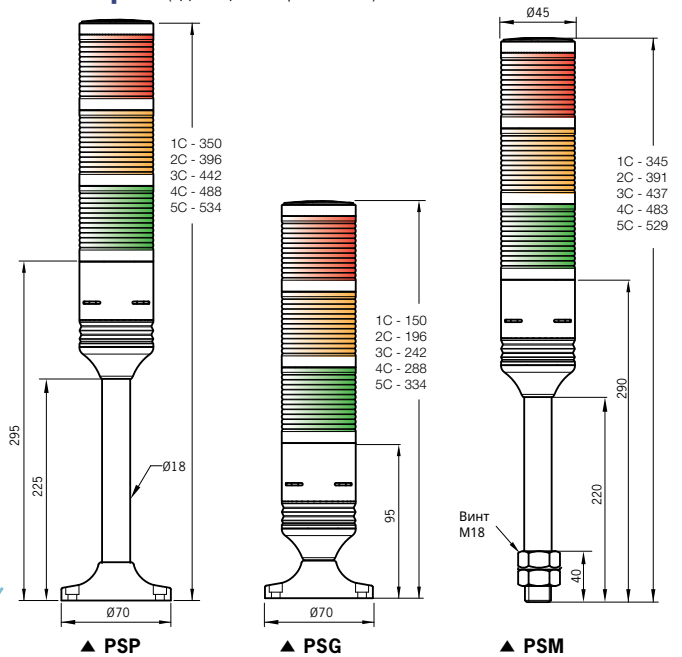 Ø45
1C - 350
2C - 396
3C - 442
4C - 488
5C - 534
1C - 345
2C - 391
3C - 437
4C - 483
5C - 529
1C - 150
2C - 196
3C - 242
4C - 288
5C - 334
295
225
Ø18
95
290
220
Винт
M18
40
Ø70
Ø70
▲ PSP
▲ PSG
▲ PSM